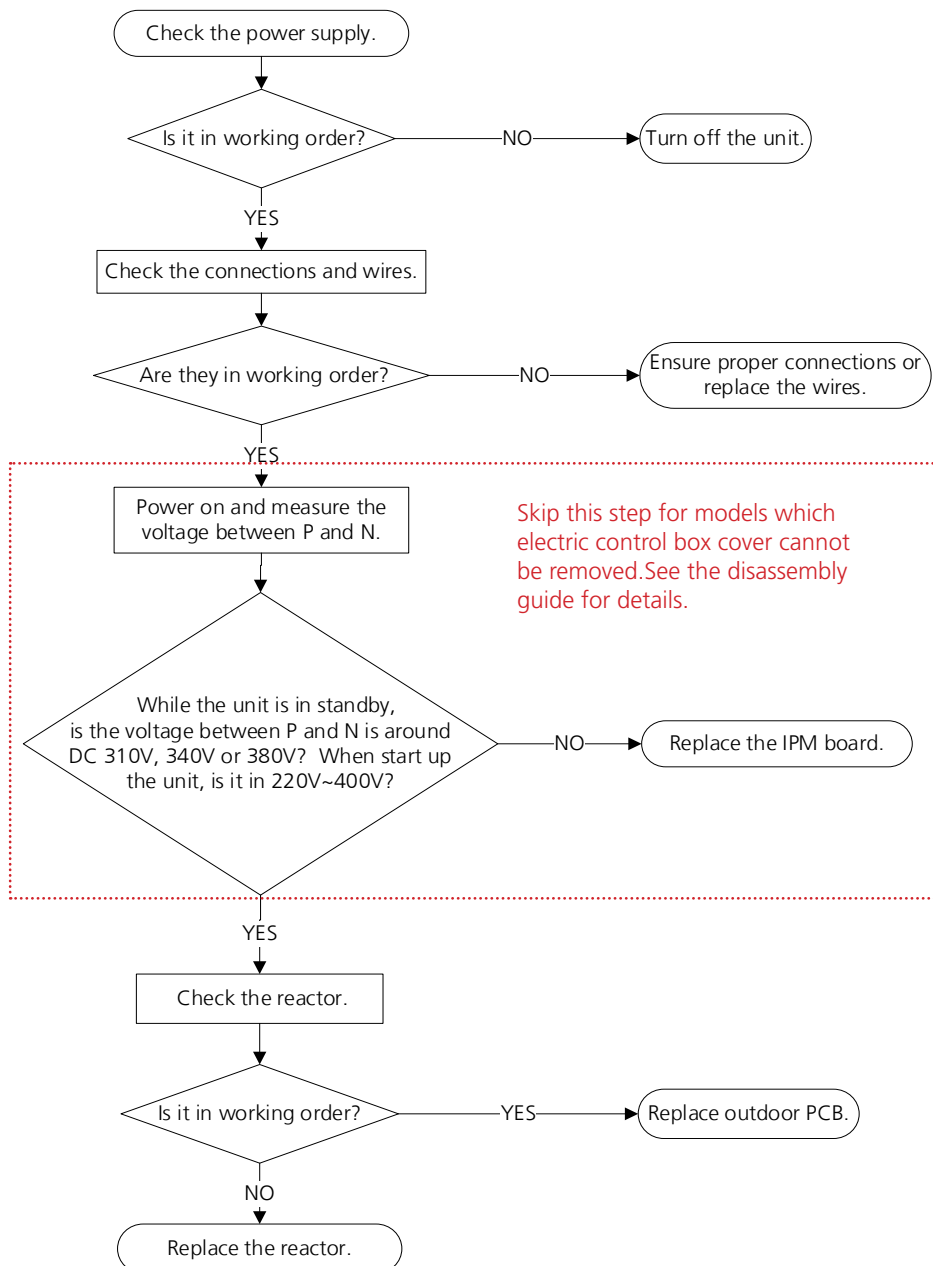 Check the power supply.
Is it in working order?
NO
Turn off the unit.
YES
Check the connections and wires.
Are they in working order?
NO
Ensure proper connections or
replace the wires.
YES
Power on and measure the
voltage between P and N.
Skip this step for models which
electric control box cover cannot
be removed.See the disassembly
guide for details.
While the unit is in standby,
is the voltage between P and N is around
DC 310V, 340V or 380V? When start up
the unit, is it in 220V~400V?
NO
Replace the IPM board.
YES
Check the reactor.
Is it in working order?
YES
Replace outdoor PCB.
NO
Replace the reactor.